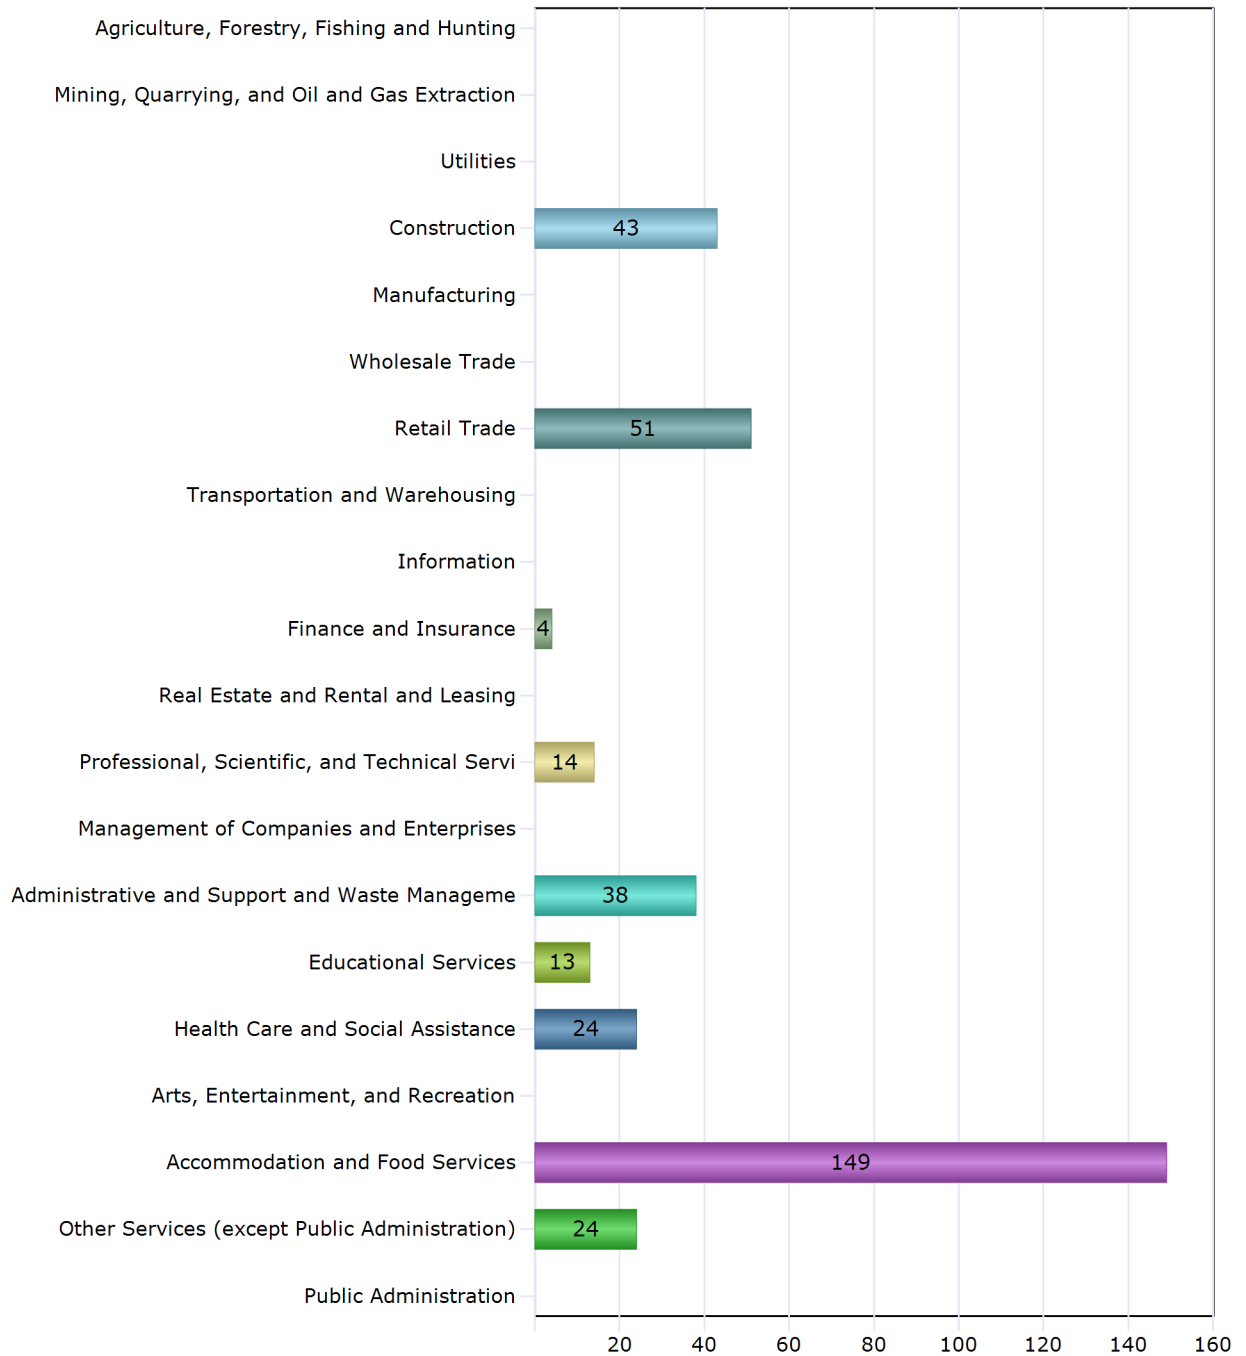 Agriculture, Forestry, Fishing and Hunting
Mining, Quarrying, and Oil and Gas Extraction
Utilities
Construction 43
Manufacturing
Wholesale Trade
Retail Trade 51
Transportation and Warehousing
Information
Finance and Insurance 4
Real Estate and Rental and Leasing
Professional, Scientific, and Technical Servi 14
Management of Companies and Enterprises
Administrative and Support and Waste Manageme 38
Educational Services 13
Health Care and Social Assistance 24
Arts, Entertainment, and Recreation
Accommodation and Food Services 149
Other Services (except Public Administration) 24
Public Administration
20 40 60 80 100 120 140 160